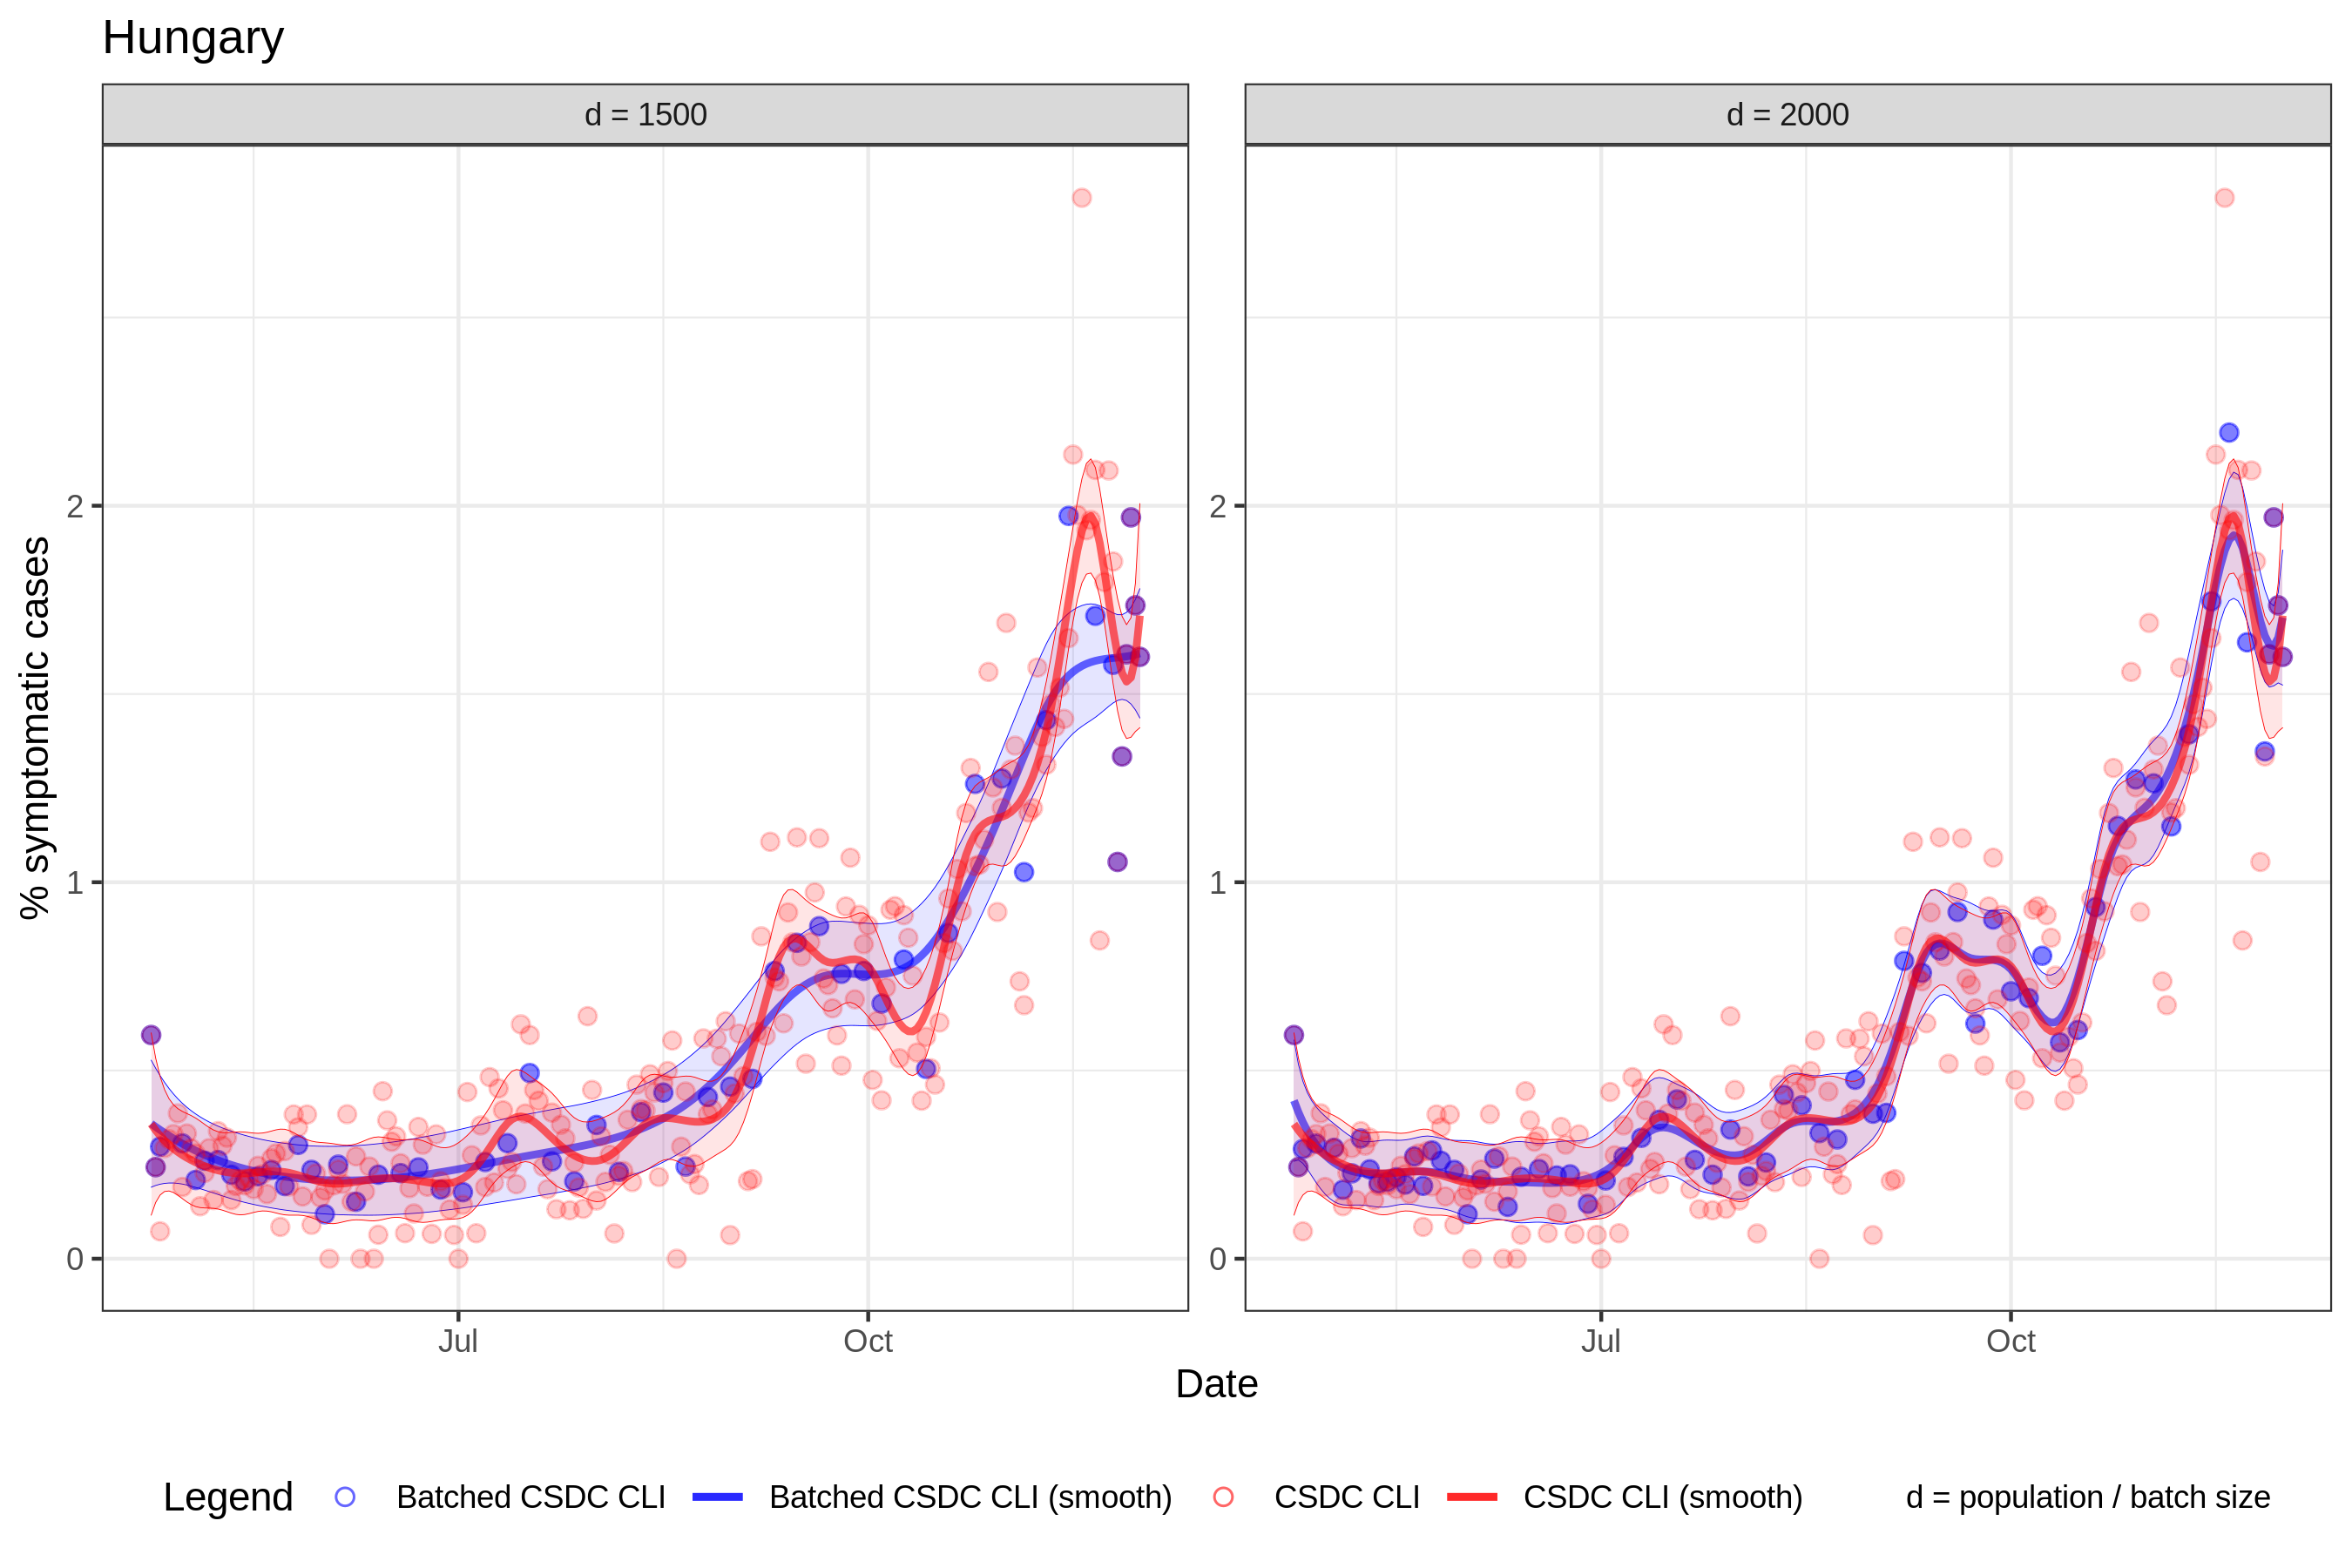 Hungary
d = 1500
d = 2000
% symptomatic cases
2
1
0
2
1
0
Jul
Oct
Jul
Oct
Date
Legend
Batched CSDC CLI
Batched CSDC CLI (smooth)
CSDC CLI
CSDC CLI (smooth)
d = population / batch size